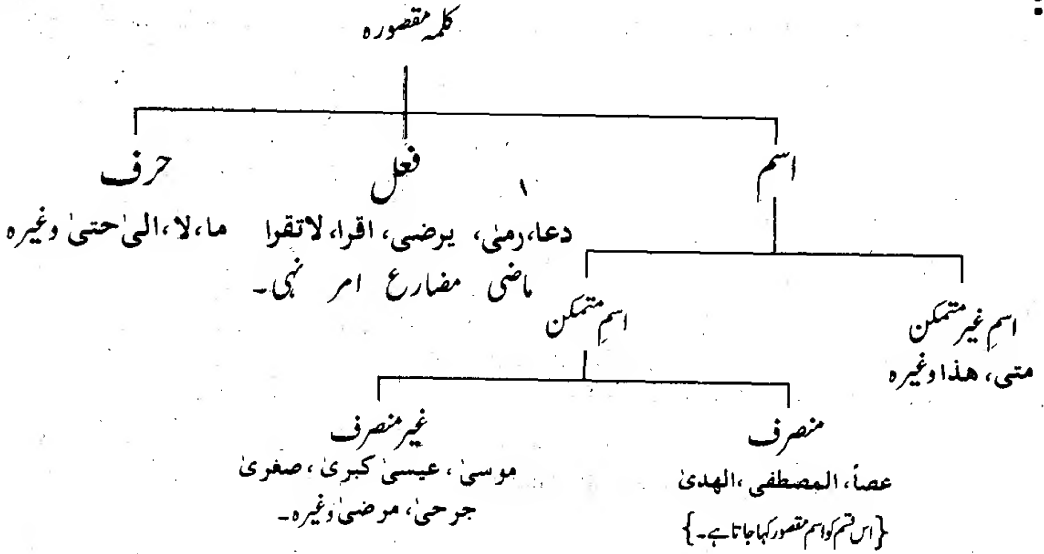 کلمہ مقصورہ
اسم
فعل
حرف
دعا، رمیٰ، یرضی، اقرا، لاتقرا
ما، لا، الیٰ حتیٰ وغیرہ
ماضی مضارع امر نہی۔
اسمِ غیر متمکن
متی، ھذا وغیرہ
اسمِ متمکن
منصرف
عصاً، المصطفی، الھدیٰ
{اس قسم کو اسم مقصور کہا جاتا ہے۔}
غیر منصرف
موسیٰ، عیسیٰ کبریٰ، صغریٰ
جرحیٰ، مرضیٰ وغیرہ۔